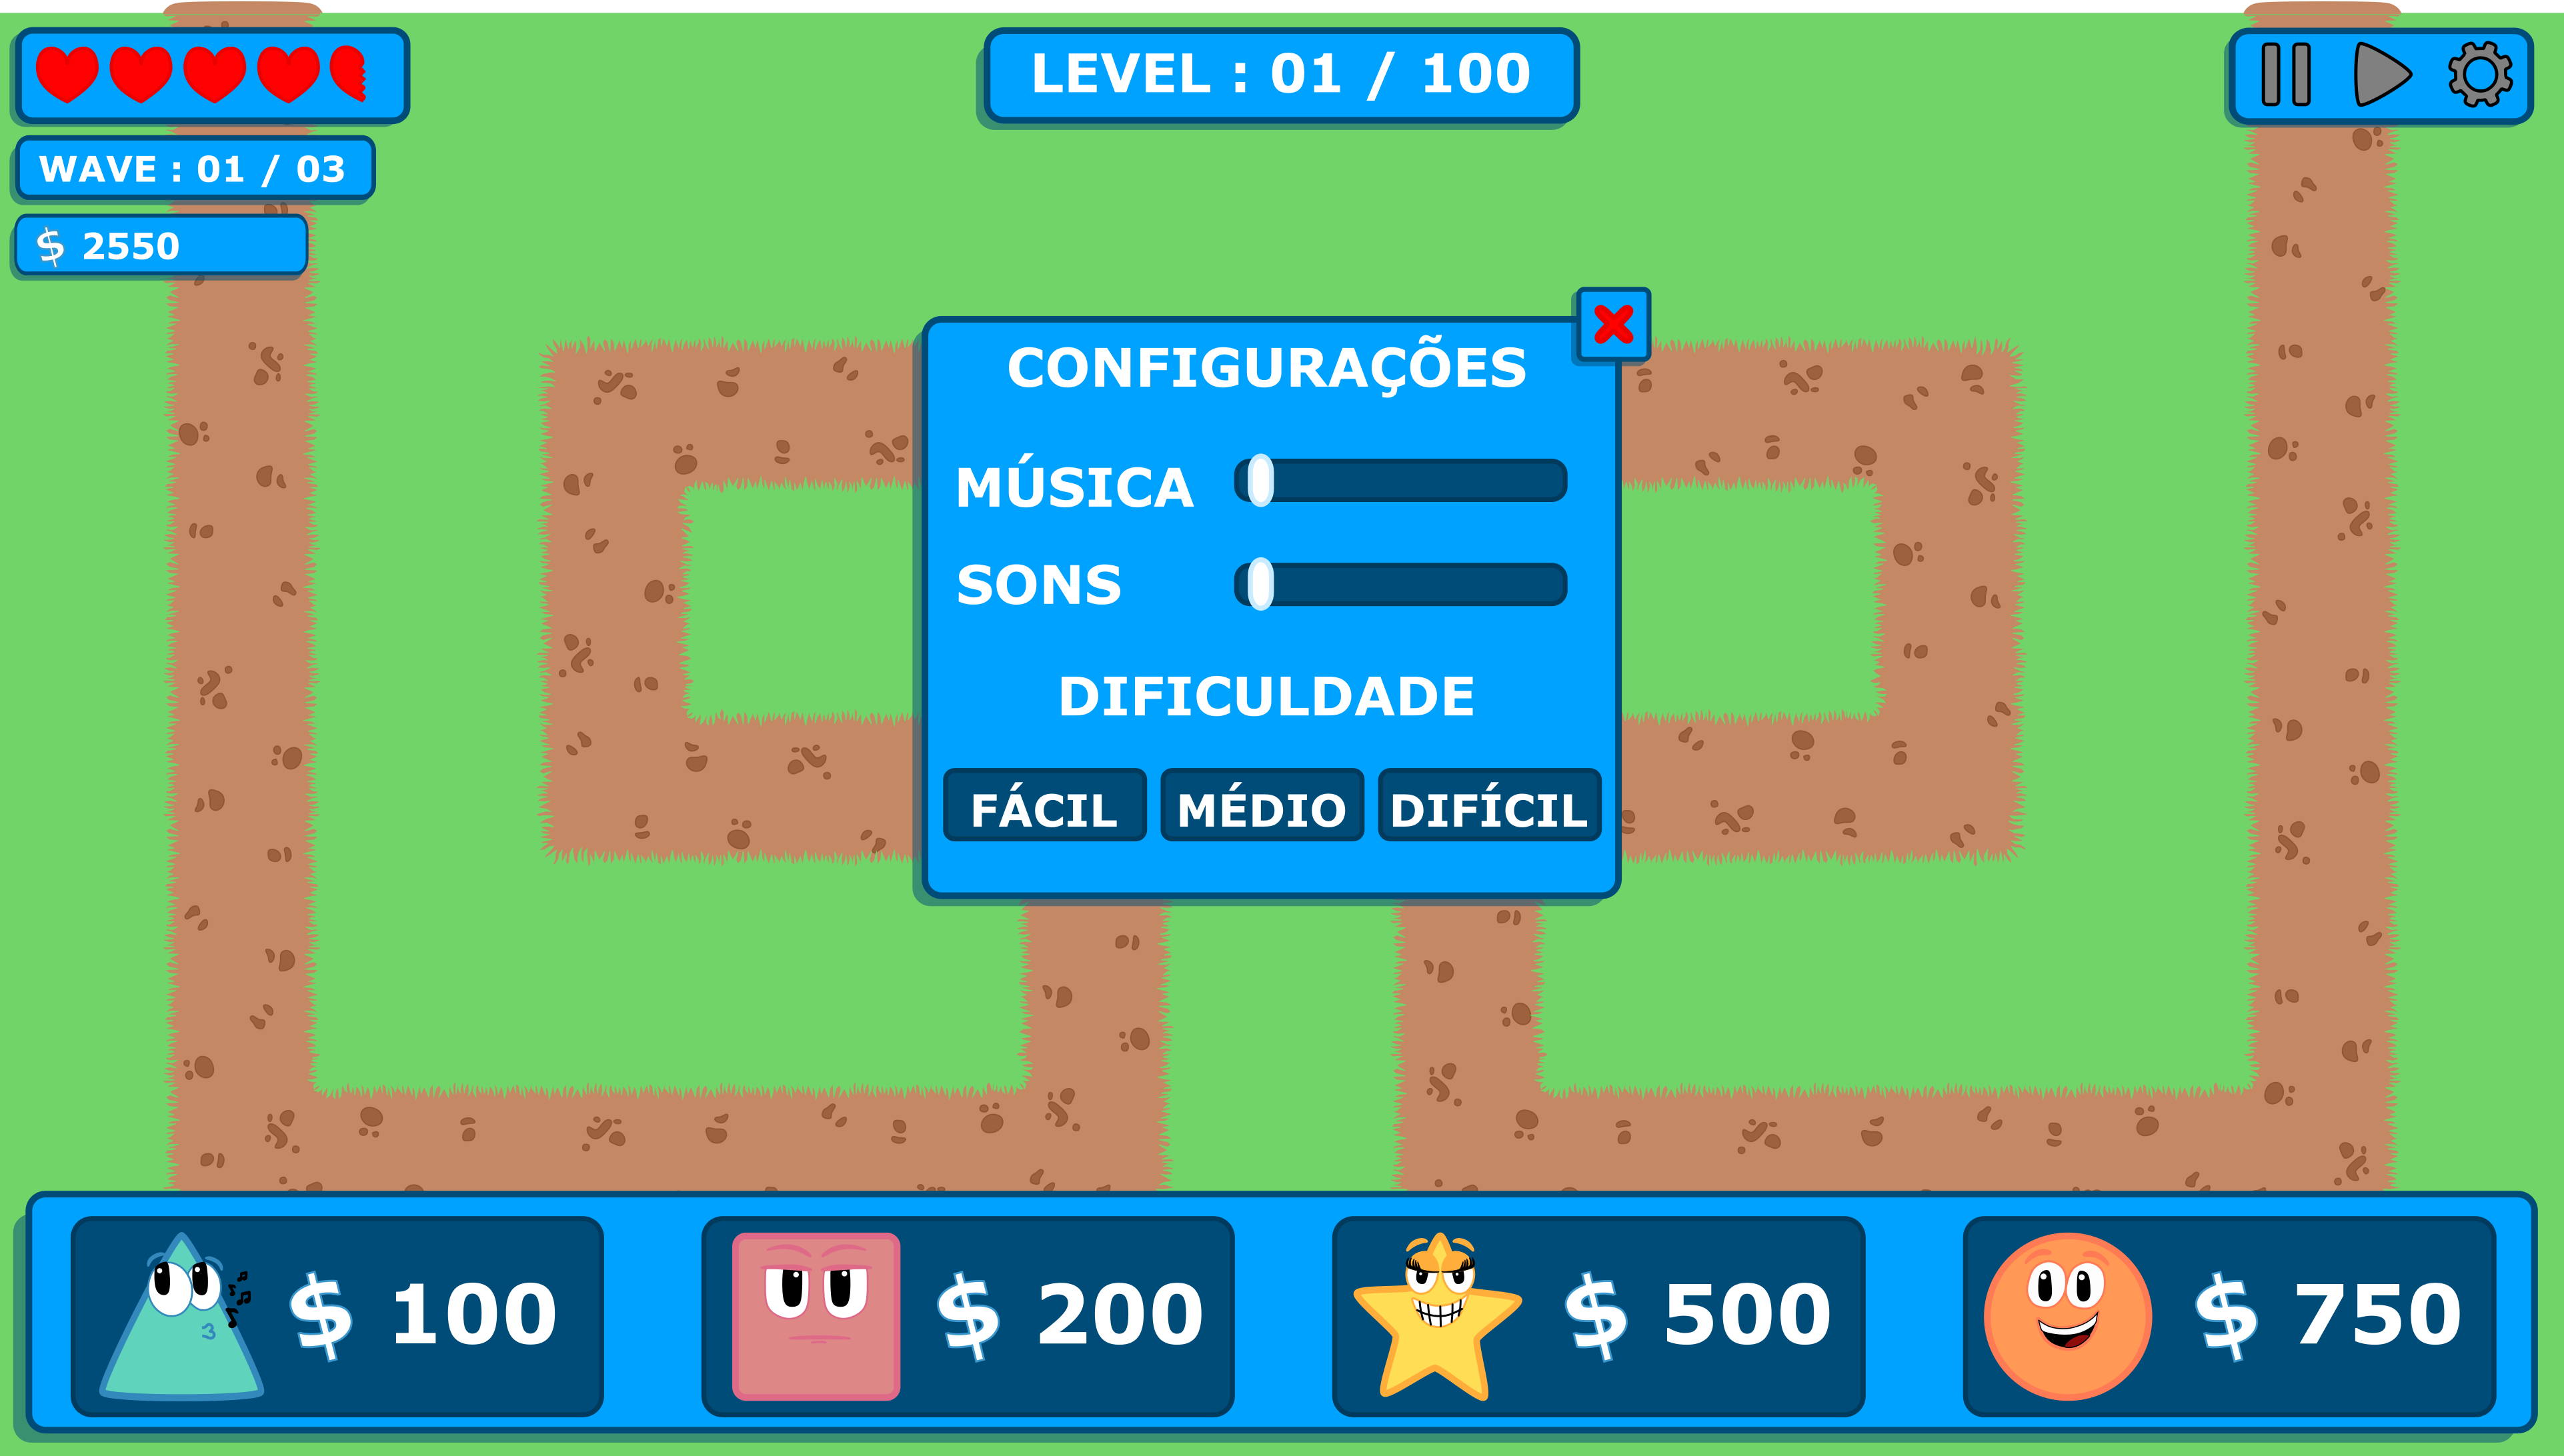 LEVEL : 01 / 100
WAVE : 01 / 03
$ 2550
CONFIGURAÇÕES
MÚSICA
SONS
DIFICULDADE
FÁCIL MÉDIO DIFÍCIL
$ 100 $ 200 $ 500 $ 750